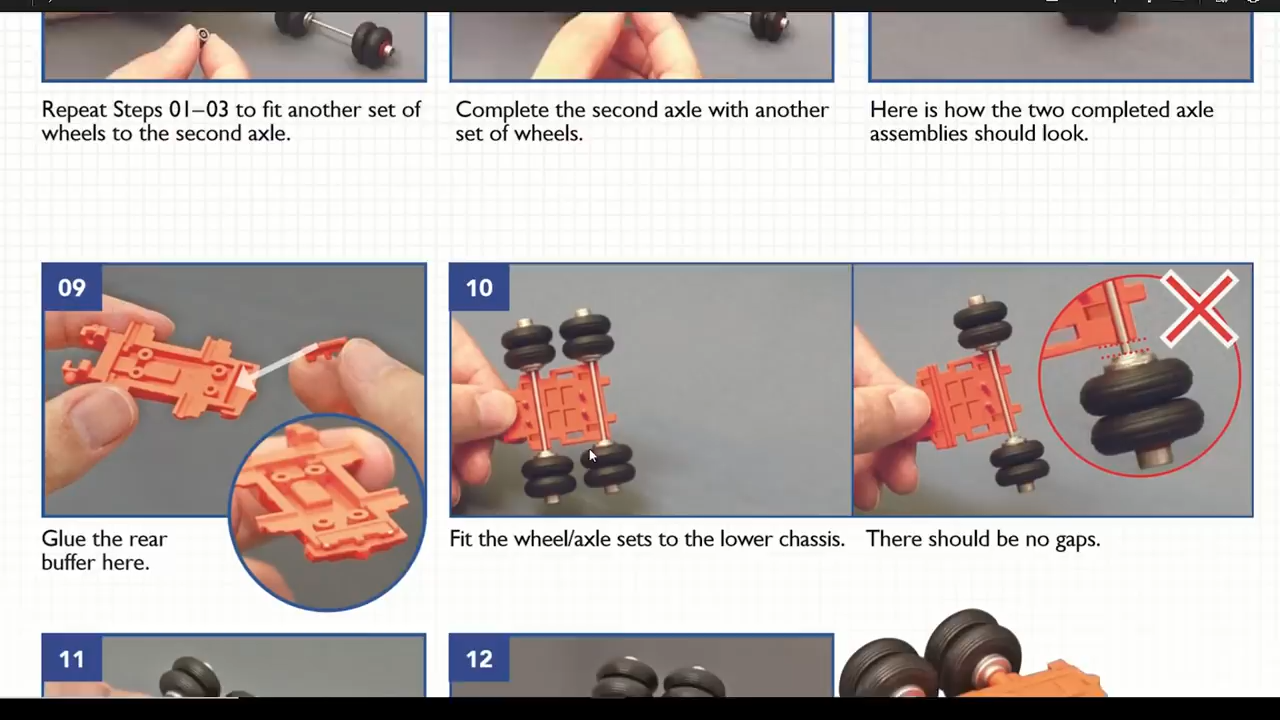 Repeat Steps 01–03 to fit another set of
wheels to the second axle.
Complete the second axle with another
set of wheels.
Here is how the two completed axle
assemblies should look.
09
10
Glue the rear
buffer here.
Fit the wheel/axle sets to the lower chassis.
There should be no gaps.
11
12